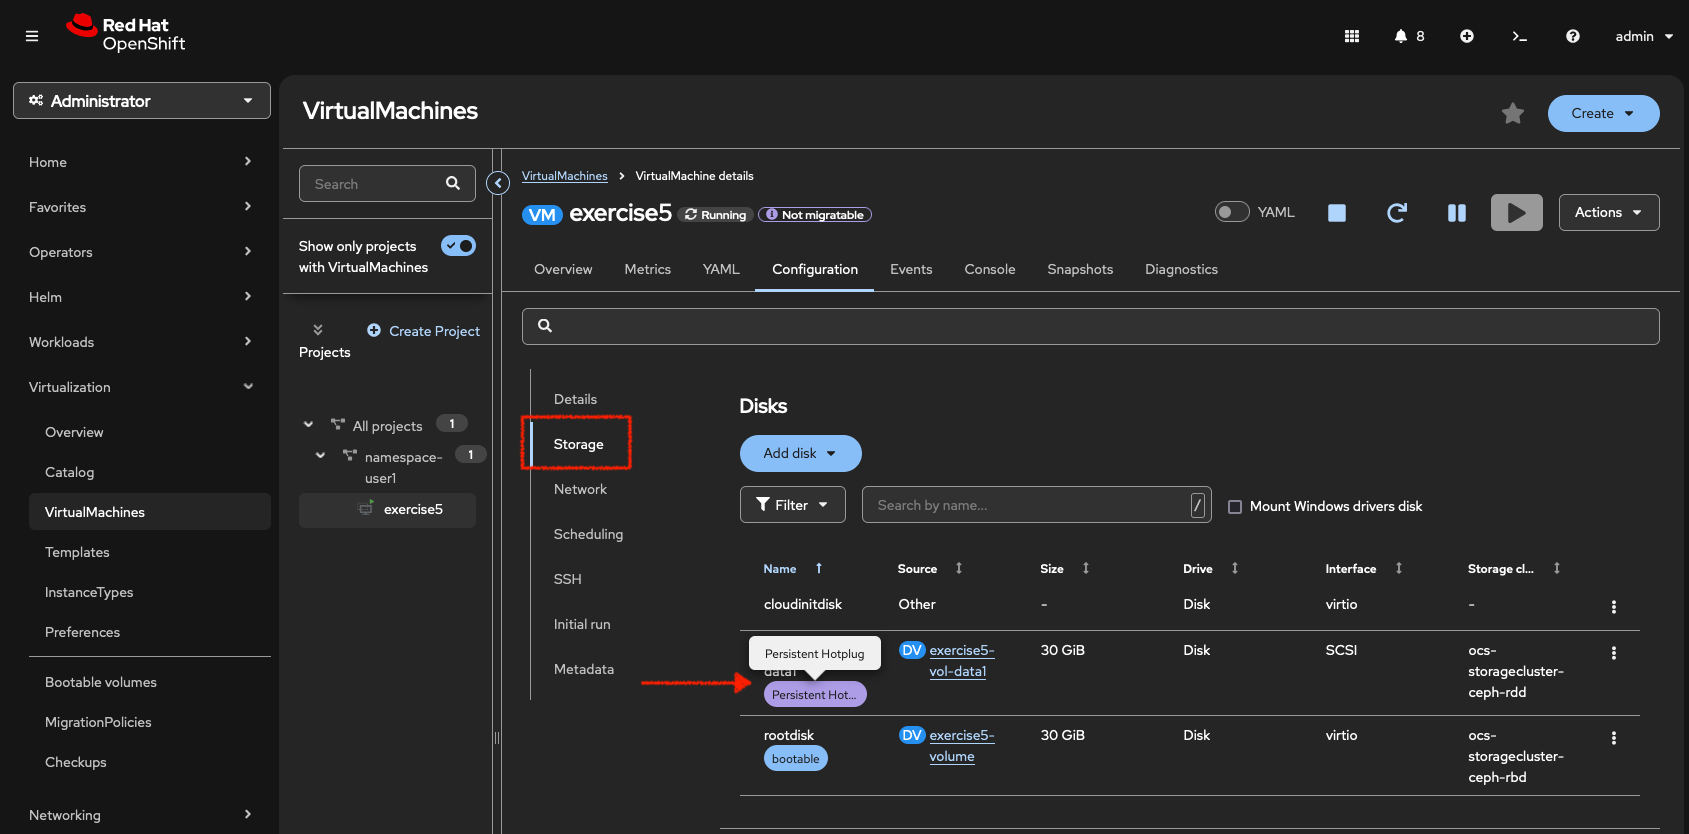 Red Hat
OpenShift
8
admin
Administrator
Home
Favorites
Operators
Helm
Workloads
Virtualization
Overview
Catalog
VirtualMachines
Templates
InstanceTypes
Preferences
Bootable volumes
MigrationPolicies
Checkups
Networking
VirtualMachines
Create
Search
Show only projects
with VirtualMachines
Create Project
Projects
All projects 1
namespace- 1
user1
exercise5
VirtualMachines > VirtualMachine details
VM exercise5 Running Not migratable
YAML
Actions
Overview Metrics YAML Configuration Events Console Snapshots Diagnostics
Details
Storage
Network
Scheduling
SSH
Initial run
Metadata
Disks
Add disk
Filter
Search by name...
/
Mount Windows drivers disk
Name Source Size Drive Interface Storage cl...
cloudinitdisk Other - Disk virtio -
Persistent Hotplug
data1
Persistent Hot...
DV exercise5-
vol-data1
30 GiB Disk SCSI
ocs-
storagecluster-
ceph-rdd
rootdisk
bootable
DV exercise5-
volume
30 GiB Disk virtio
ocs-
storagecluster-
ceph-rbd